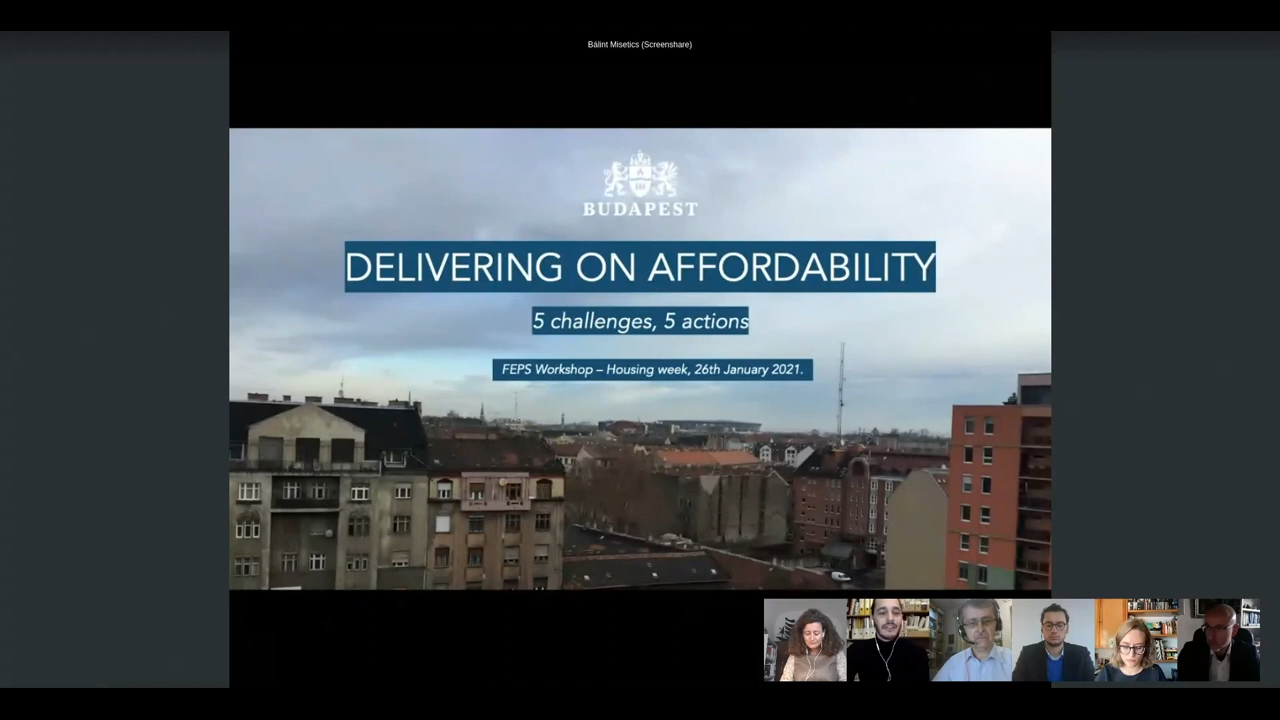 Bálint Misetics (Screenshare)
BUDAPEST
DELIVERING ON AFFORDABILITY
5 challenges, 5 actions
FEPS Workshop – Housing week, 26th January 2021.